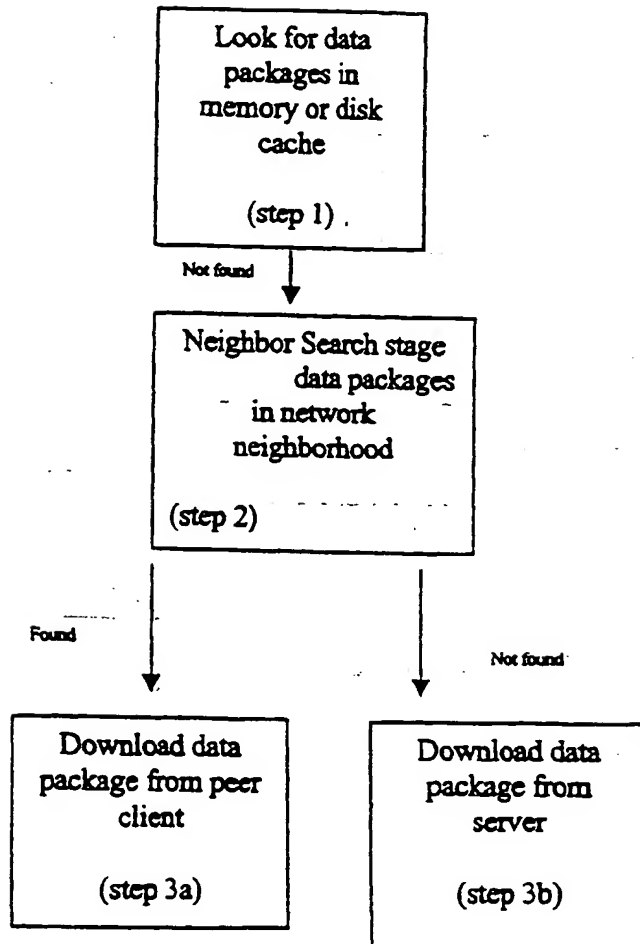 Look for data
packages in
memory or disk
cache
(step 1)
Not found
Neighbor Search stage
data packages
in network
neighborhood
(step 2)
Found
Not found
Download data
package from peer
client
(step 3a)
Download data
package from
server
(step 3b)